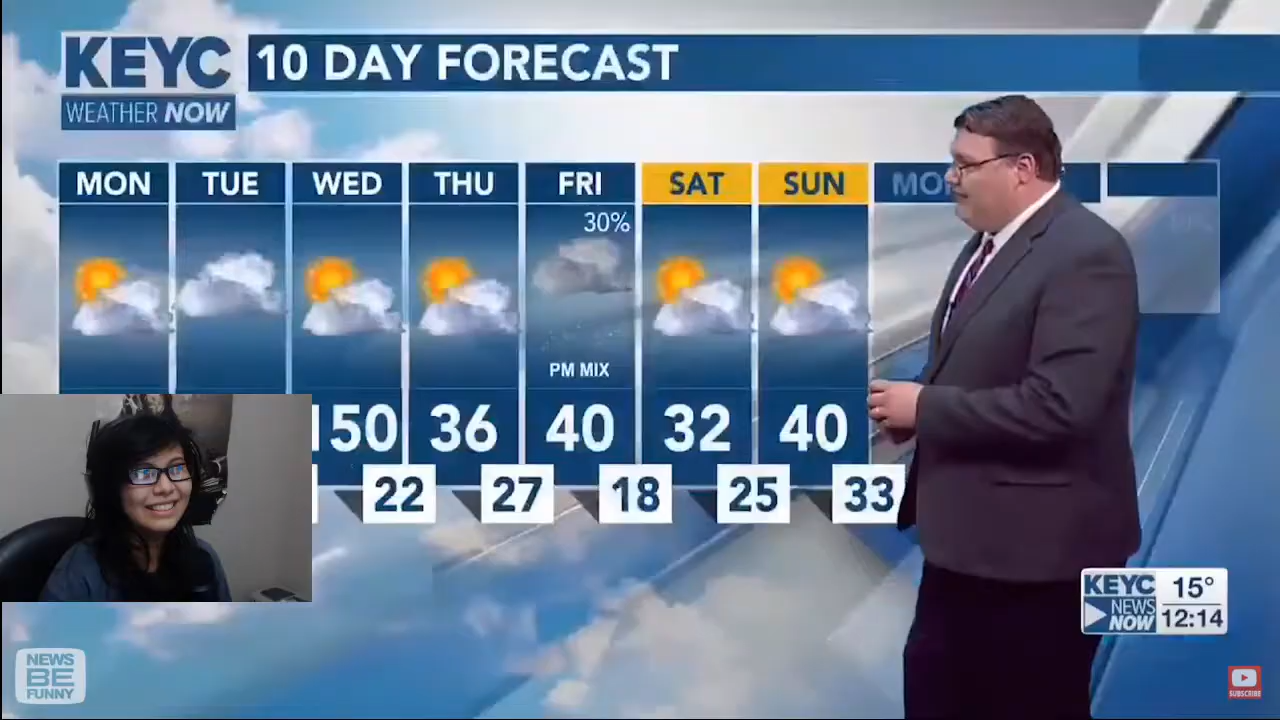 KEYC
WEATHER NOW
10 DAY FORECAST
MON
TUE
WED
THU
FRI
SAT
SUN
30%
PM MIX
150
36
40
32
40
22
27
18
25
33
KEYC
NEWS
NOW
15°
12:14
NEWS
BE
FUNNY
SUBSCRIBE